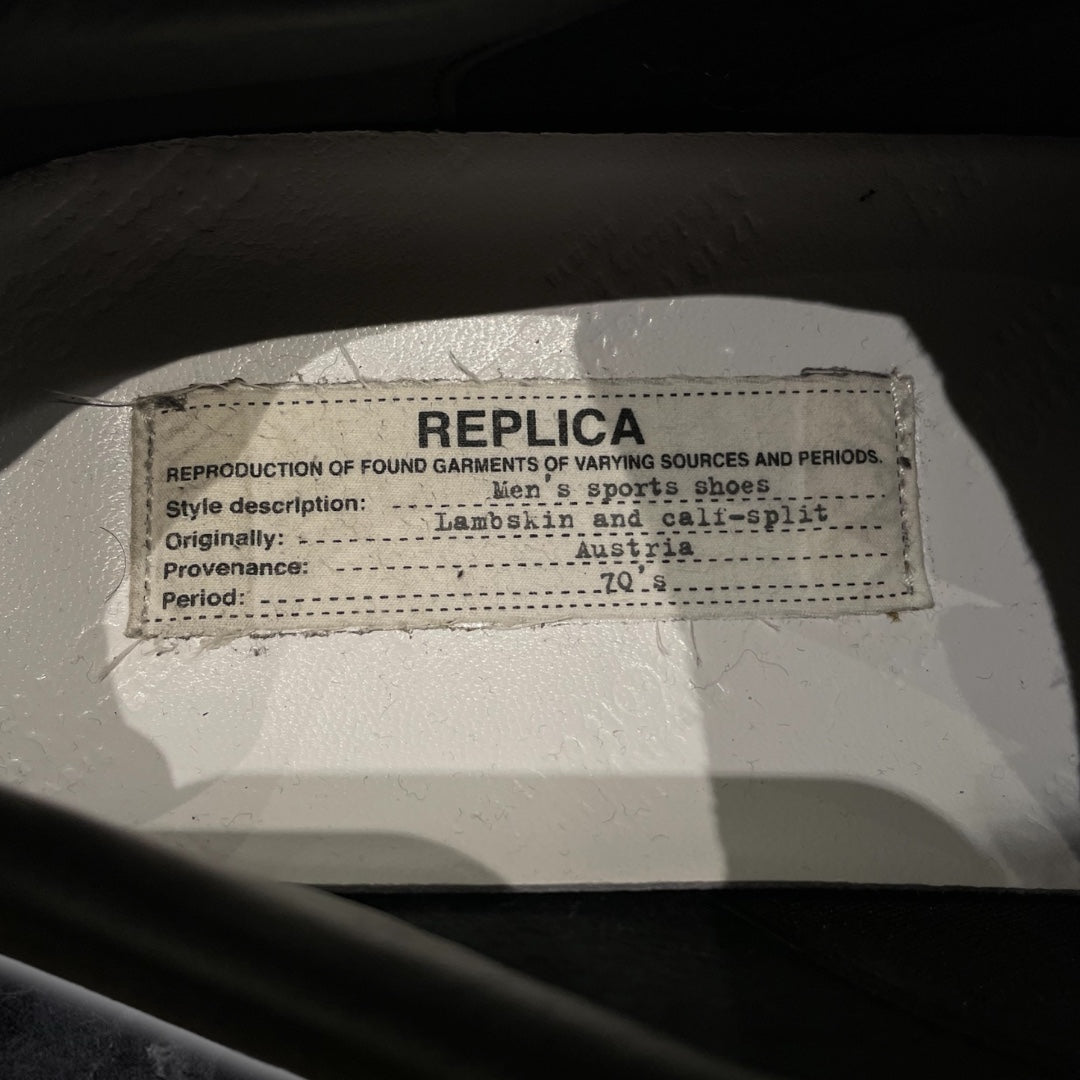 REPLICA
REPRODUCTION OF FOUND GARMENTS OF VARYING SOURCES AND PERIODS.
Style description: Men's sports shoes
Originally: Lambskin and calf-split
Provenance: Austria
Period: 70's